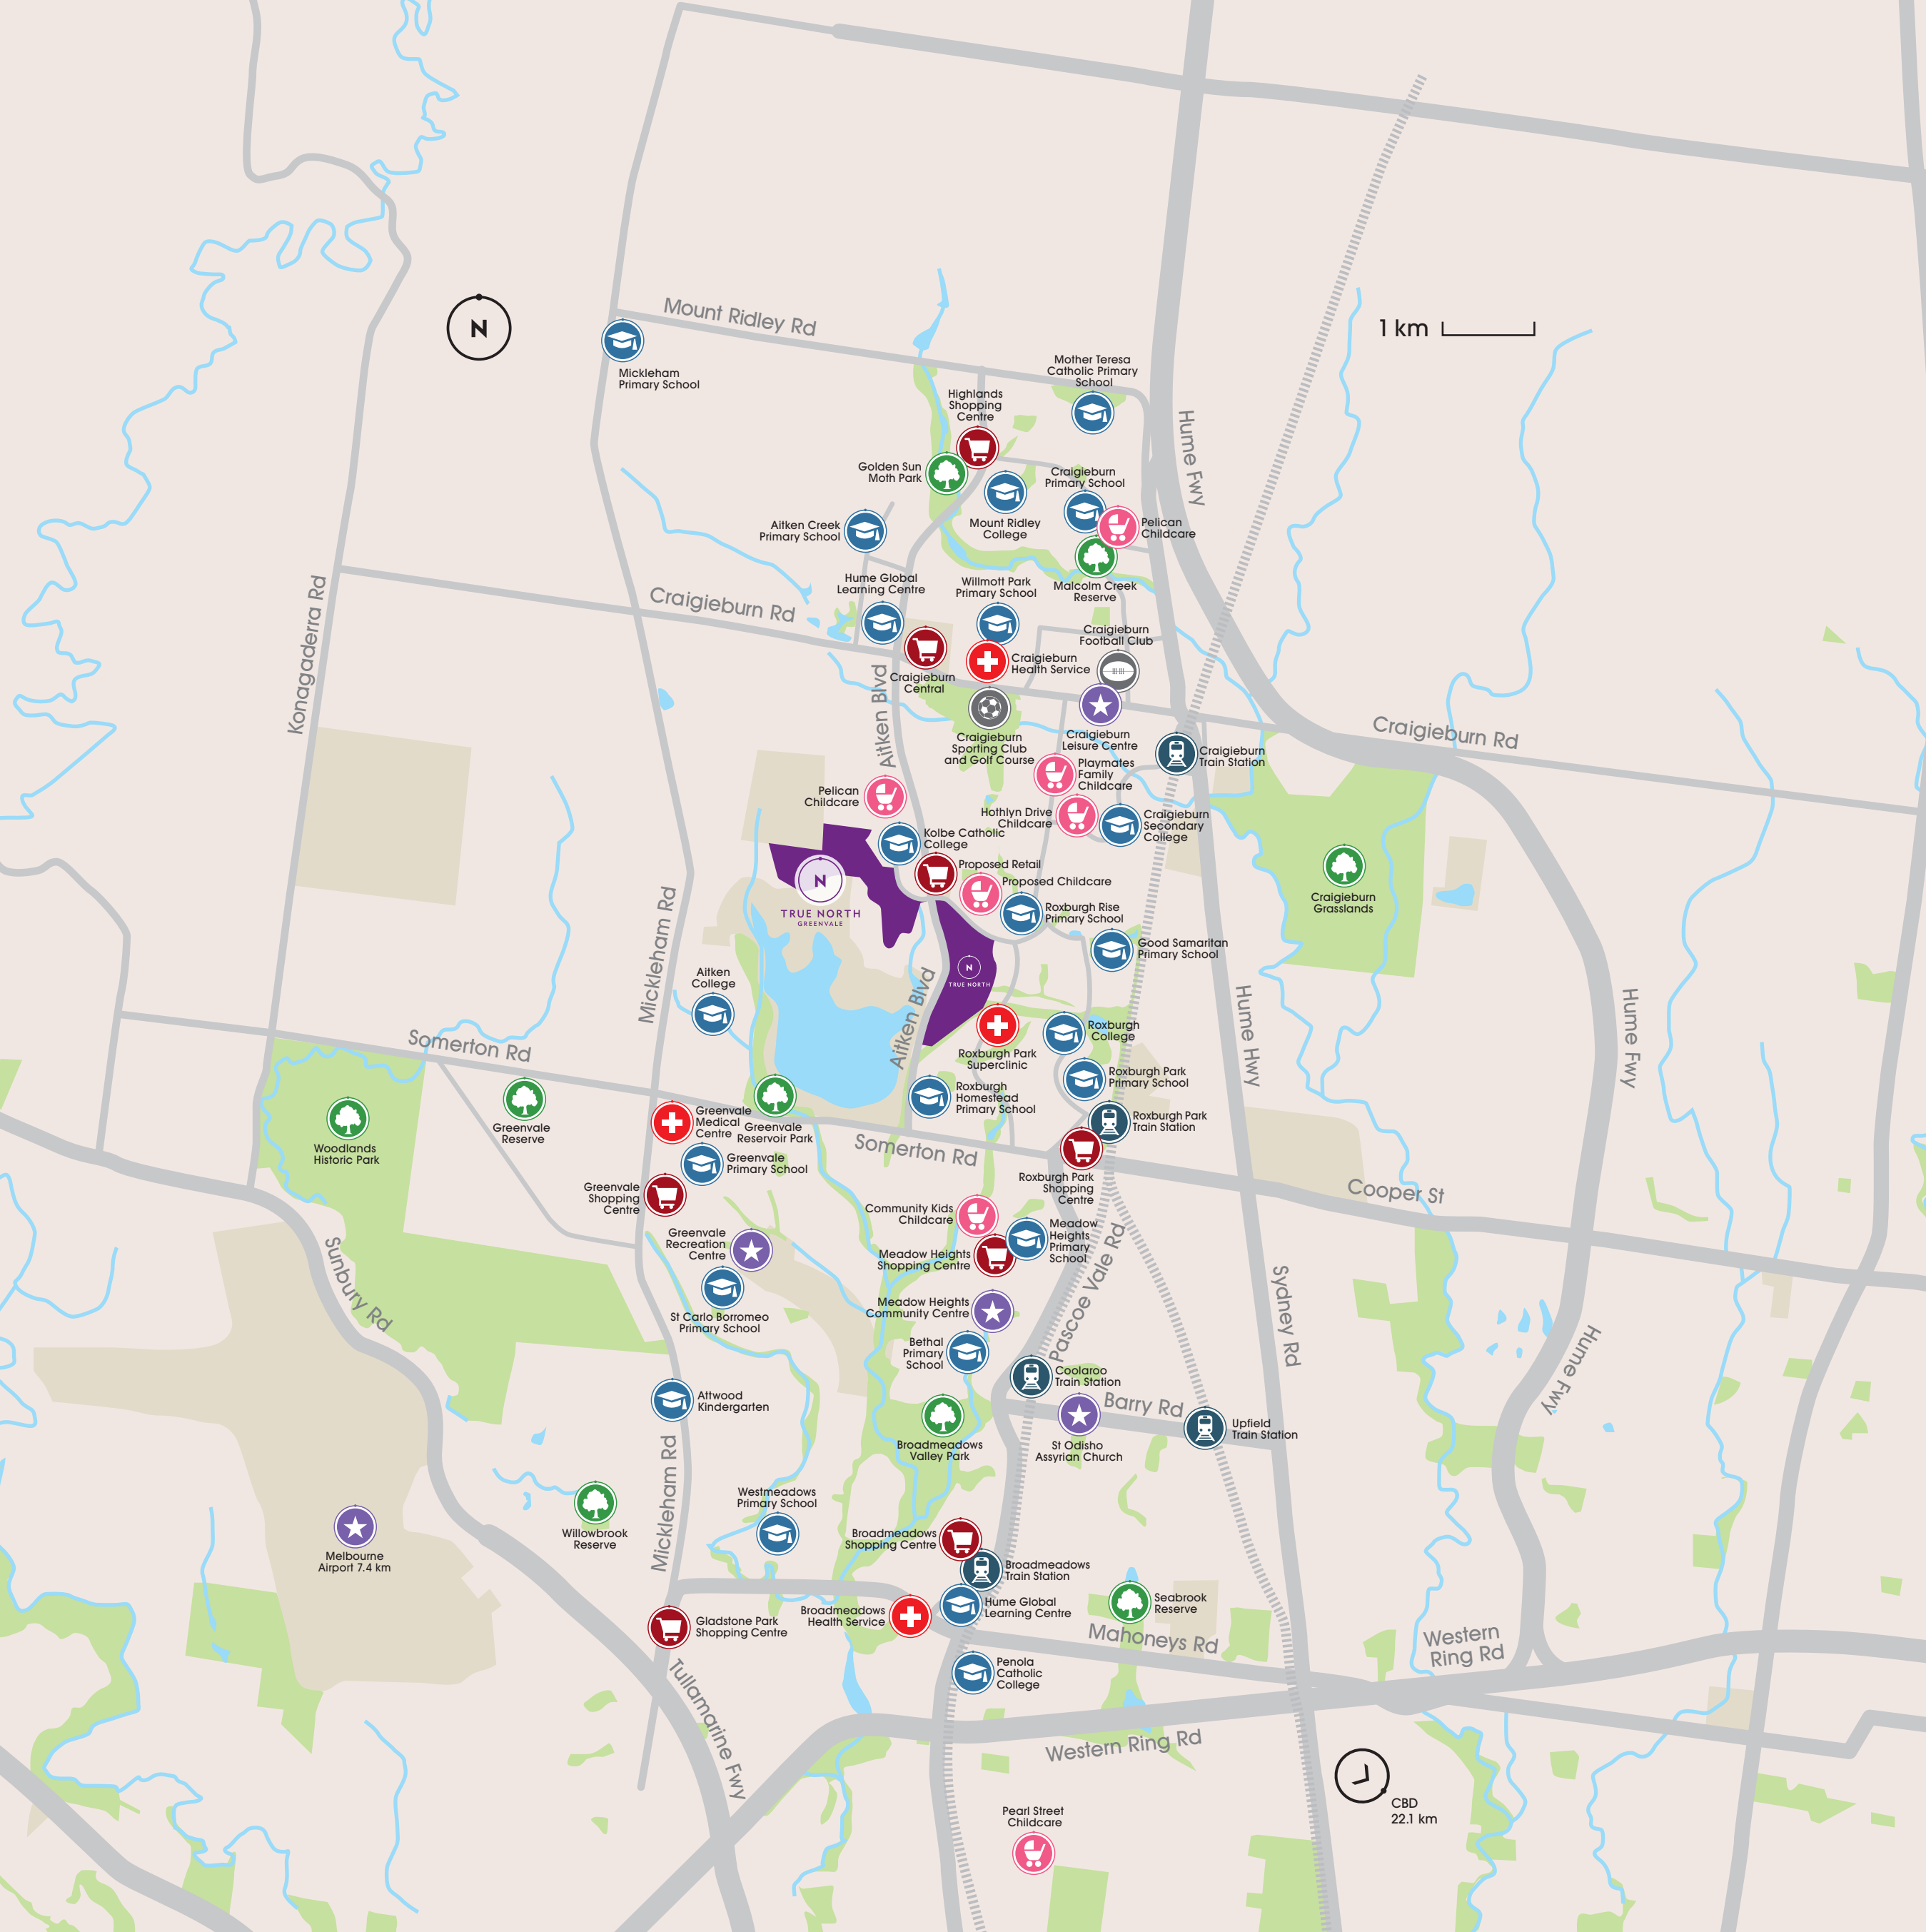 Mount Ridley Rd
N
1 km
Mickleham
Primary School
Mother Teresa
Catholic Primary
School
Highlands
Shopping
Centre
Hume Fwy
Golden Sun
Moth Park
Craigieburn
Primary School
Aitken Creek
Primary School
Mount Ridley
College
Pelican
Childcare
Hume Global
Learning Centre
Willmott Park
Primary School
Malcolm Creek
Reserve
Konagaderra Rd
Craigieburn Rd
Craigieburn
Football Club
Craigieburn
Health Service
Craigieburn
Central
Aitken Blvd
Craigieburn
Sporting Club
and Golf Course
Craigieburn
Leisure Centre
Craigieburn Rd
Craigieburn
Train Station
Playmates
Family
Childcare
Pelican
Childcare
Hothlyn Drive
Childcare
Craigieburn
Secondary
College
Kolbe Catholic
College
Proposed Retail
Proposed Childcare
N
TRUE NORTH
GREENVALE
Roxburgh Rise
Primary School
Craigieburn
Grasslands
Mickleham Rd
Good Samaritan
Primary School
N
TRUE NORTH
Aitken
College
Aitken Blvd
Hume Hwy
Hume Fwy
Somerton Rd
Roxburgh
College
Roxburgh Park
Superclinic
Roxburgh Park
Primary School
Roxburgh
Homestead
Primary School
Greenvale
Medical
Centre
Greenvale
Reservoir Park
Roxburgh Park
Train Station
Greenvale
Reserve
Woodlands
Historic Park
Somerton Rd
Greenvale
Primary School
Greenvale
Shopping
Centre
Roxburgh Park
Shopping
Centre
Cooper St
Community Kids
Childcare
Meadow
Heights
Primary
School
Greenvale
Recreation
Centre
Meadow Heights
Shopping Centre
Sunbury Rd
Pascoe Vale Rd
Sydney Rd
St Carlo Borromeo
Primary School
Meadow Heights
Community Centre
Hume Fwy
Bethal
Primary
School
Coolaroo
Train Station
Attwood
Kindergarten
Barry Rd
Upfield
Train Station
Broadmeadows
Valley Park
St Odisho
Assyrian Church
Mickleham Rd
Westmeadows
Primary School
Willowbrook
Reserve
Broadmeadows
Shopping Centre
Melbourne
Airport 7.4 km
Broadmeadows
Train Station
Seabrook
Reserve
Hume Global
Learning Centre
Broadmeadows
Health Service
Gladstone Park
Shopping Centre
Mahoneys Rd
Western
Ring Rd
Penola
Catholic
College
Tullamarine Fwy
Western Ring Rd
CBD
22.1 km
Pearl Street
Childcare